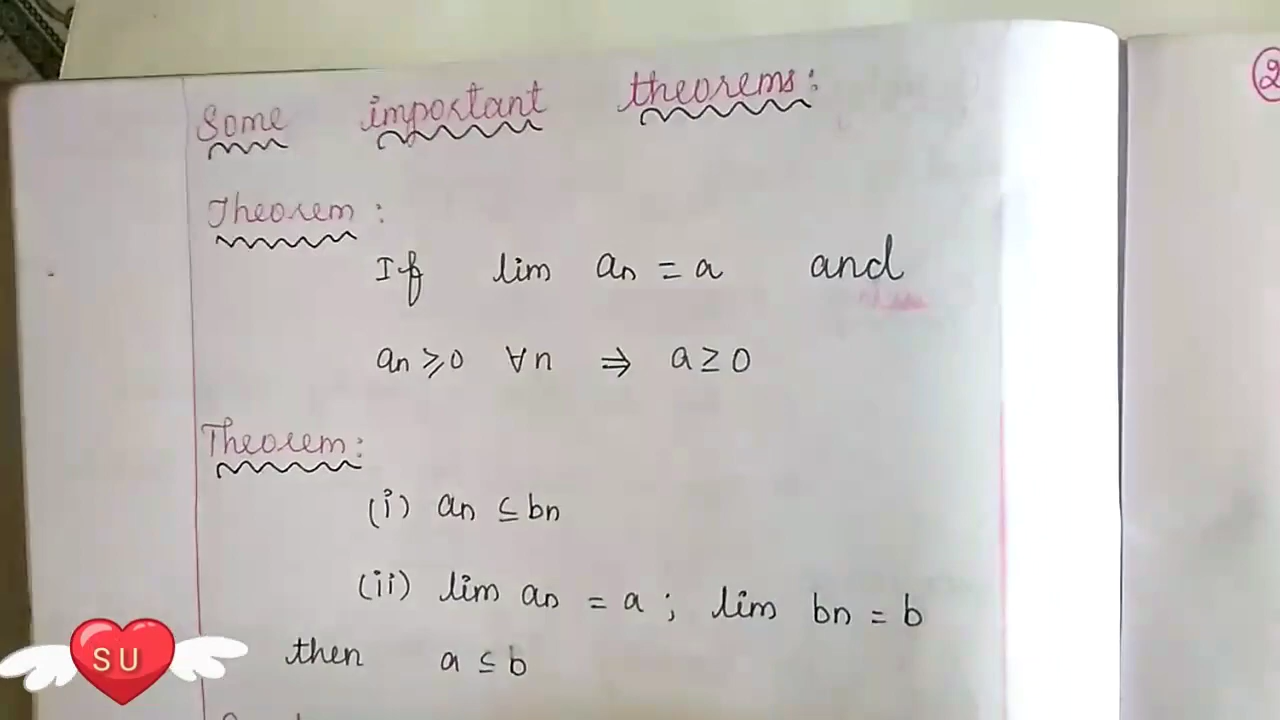 Some important theorems:
2
Theorem:
If lim an = a and
an ≥ 0 ∀n ⇒ a ≥ 0
Theorem:
(i) an ≤ bn
(ii) lim an = a ; lim bn = b
then a ≤ b
SU